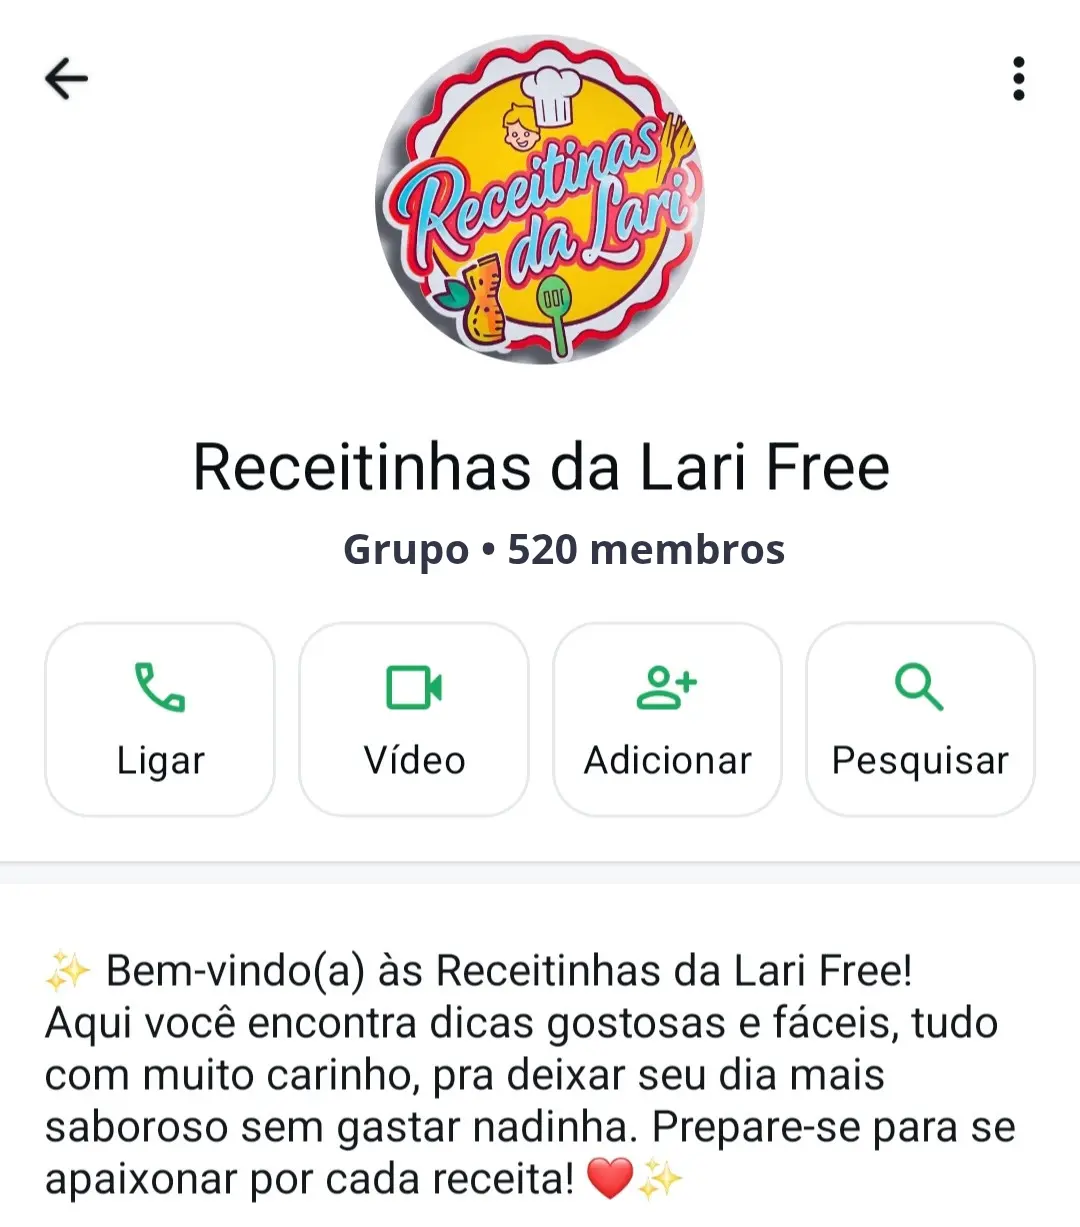 Receitinas
da Lari
Receitinhas da Lari Free
Grupo • 520 membros
Ligar
Vídeo
Adicionar
Pesquisar
✨ Bem-vindo(a) às Receitinhas da Lari Free!
Aqui você encontra dicas gostosas e fáceis, tudo
com muito carinho, pra deixar seu dia mais
saboroso sem gastar nadinha. Prepare-se para se
apaixonar por cada receita! ❤️✨